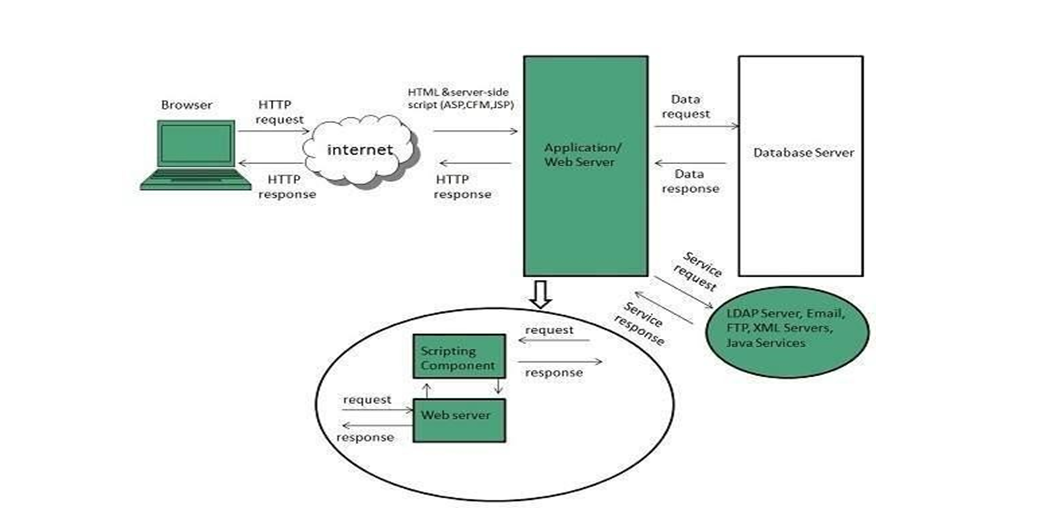 Browser
HTTP
request
HTTP
response
internet
HTML &server-side
script (ASP,CFM,JSP)
HTTP
response
Application/
Web Server
Data
request
Data
response
Database Server
Service
request
Service
response
LDAP Server, Email,
FTP, XML Servers,
Java Services
Scripting
Component
request
response
request
response
Web server